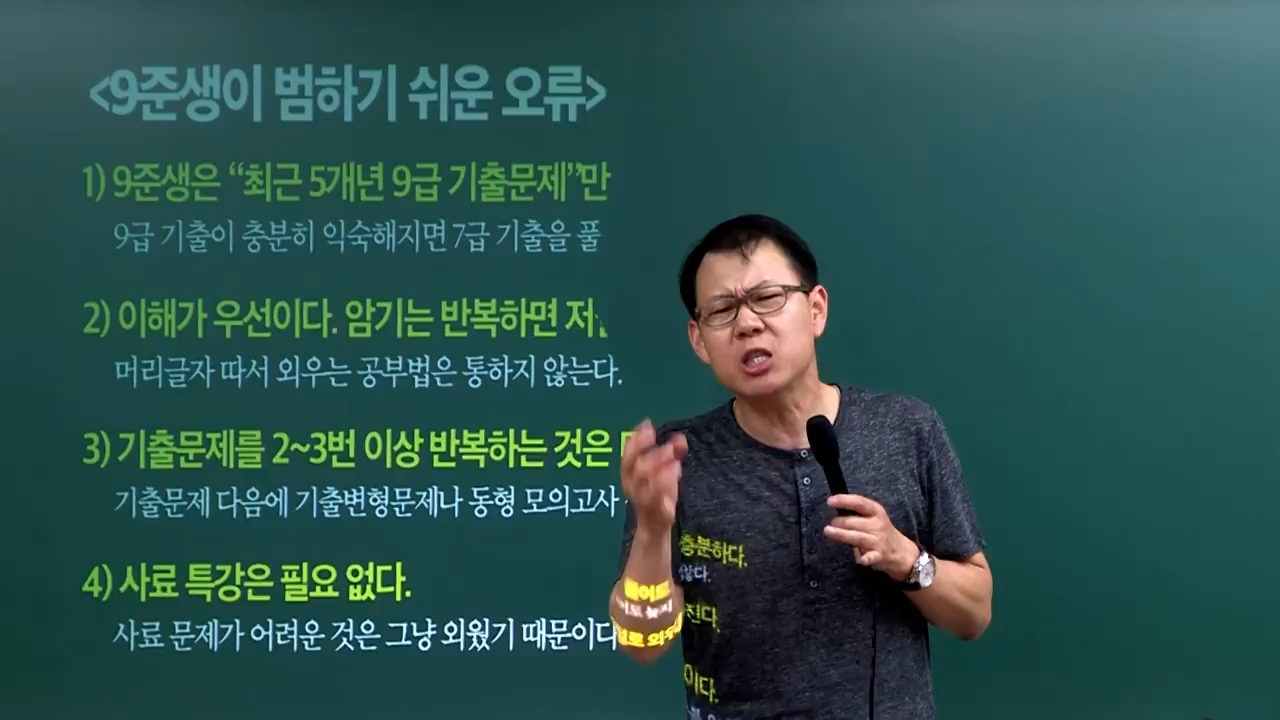 <9준생이 범하기 쉬운 오류>
1) 9준생은 “최근 5개년 9급 기출문제”만
9급 기출이 충분히 익숙해지면 7급 기출을 풀
2) 이해가 우선이다. 암기는 반복하면
머리글자 따서 외우는 공부법은 통하지 않는다.
3) 기출문제를 2~3번 이상 반복하는 것은
기출문제 다음에 기출변형문제나 동형 모의고사
충분하다.
4) 사료 특강은 필요 없다.
사료 문제가 어려운 것은 그냥 외웠기 때문이다